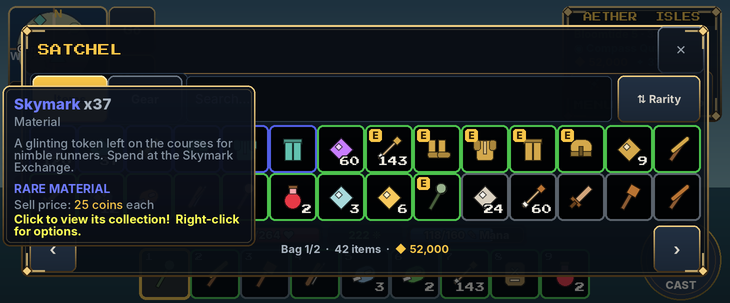 AETHER ISLES
SATCHEL
×
Skymark x37
Material
A glinting token left on the courses for
nimble runners. Spend at the Skymark
Exchange.
RARE MATERIAL
Sell price: 25 coins each
Click to view its collection! Right-click
for options.
⇅ Rarity
60
E
143
E
E
E
E
9
2
3
6
E
24
60
‹
Bag 1/2 · 42 items · ◆ 52,000
›
3
2
143
2
CAST